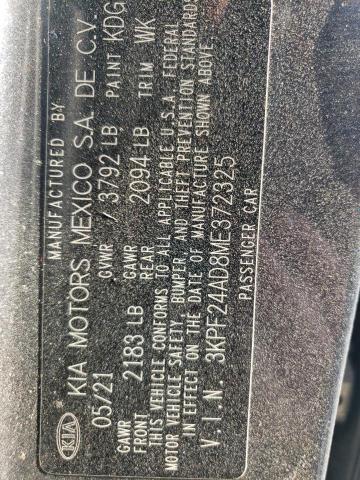 MANUFACTURED BY
KIA KIA MOTORS MEXICO S.A. DE C.V.
05/21 GVWR / 3792 LB PAINT KDG
GAWR FRONT 2183 LB GAWR REAR 2094 LB TRIM WK
THIS VEHICLE CONFORMS TO ALL APPLICABLE U.S.A. FEDERAL
MOTOR VEHICLE SAFETY, BUMPER, AND THEFT PREVENTION STANDARDS
IN EFFECT ON THE DATE OF MANUFACTURE SHOWN ABOVE
V.I.N. 3KPF24AD8ME372325
PASSENGER CAR